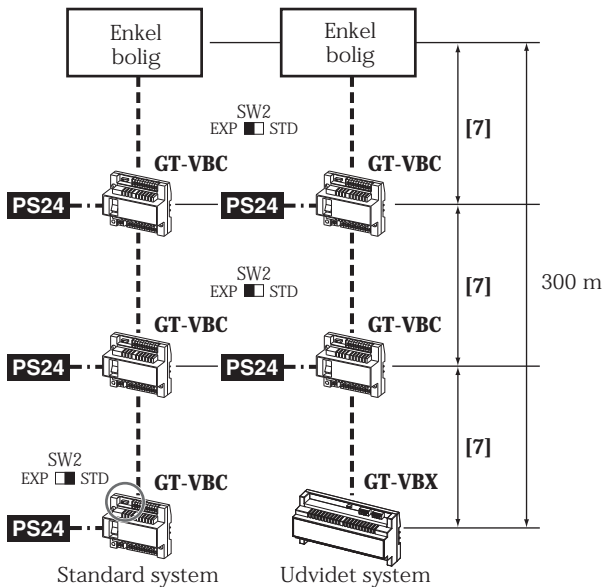 Enkel
bolig
Enkel
bolig
SW2
EXP STD
[7]
GT-VBC
GT-VBC
PS24
PS24
SW2
EXP STD
[7]
300 m
GT-VBC
GT-VBC
PS24
PS24
SW2
EXP STD
[7]
GT-VBC
GT-VBX
PS24
Standard system
Udvidet system